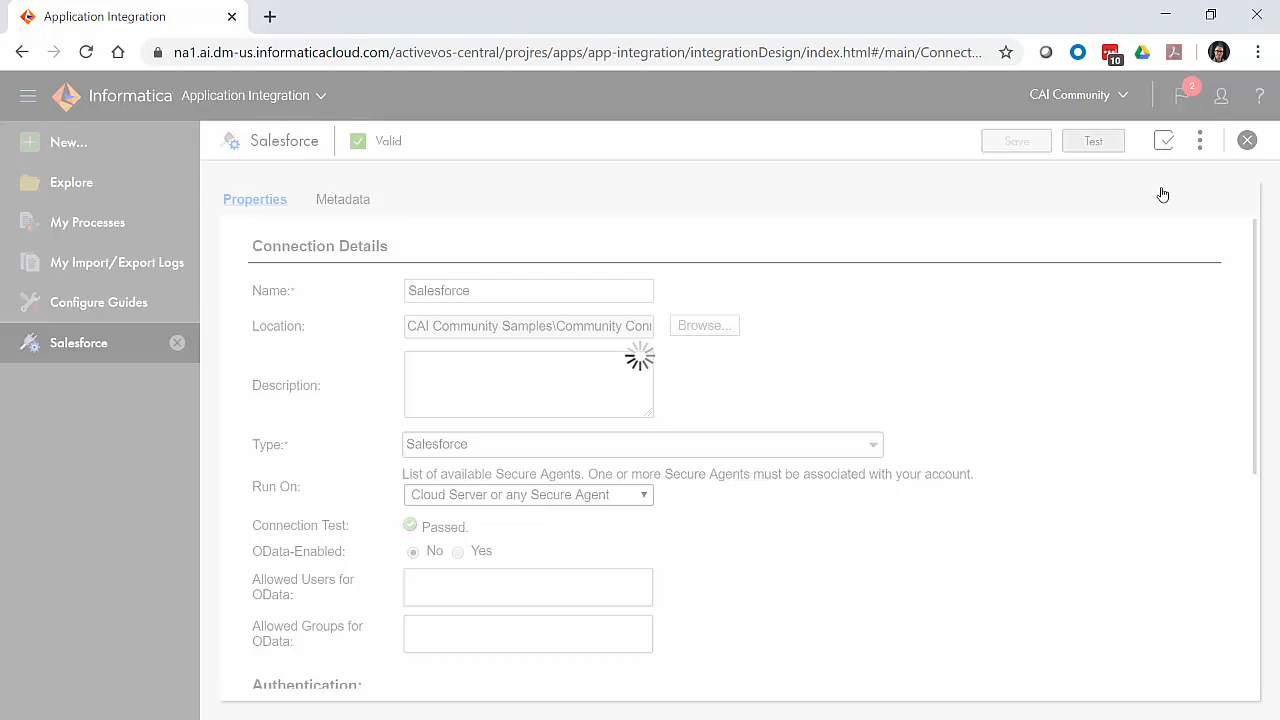 Application Integration
na1.ai.dm-us.informaticacloud.com/activevos-central/prores/apps/app-integration/integrationDesign/index.html#/main/Connect...
10
Informatica Application Integration
CAI Community
2
?
New...
Explore
My Processes
My Import/Export Logs
Configure Guides
Salesforce
Salesforce
Valid
Save
Test
Properties
Metadata
Connection Details
Name:*
Salesforce
Location:
CAI Community Samples\Community Conn
Browse...
Description:
Type:*
Salesforce
List of available Secure Agents. One or more Secure Agents must be associated with your account.
Run On:
Cloud Server or any Secure Agent
Connection Test:
Passed.
OData-Enabled:
No
Yes
Allowed Users for
OData:
Allowed Groups for
OData:
Authentication: